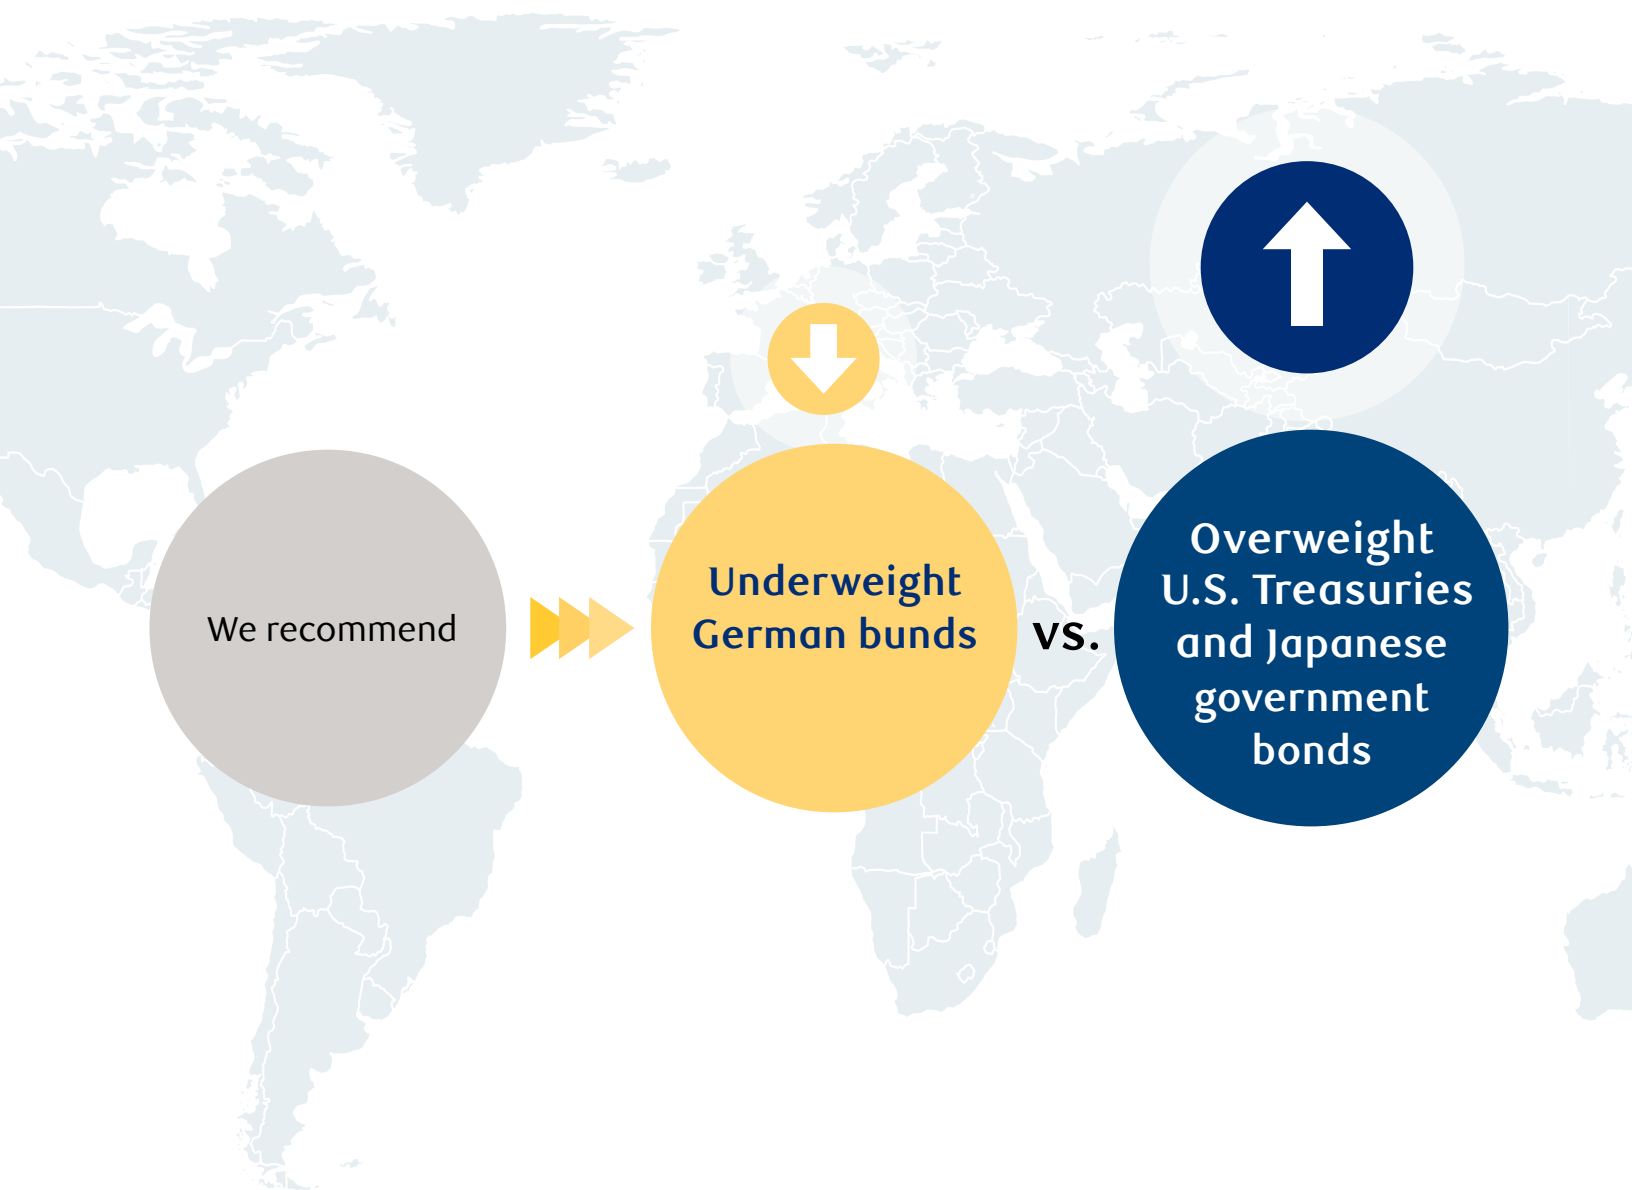 We recommend
Underweight
German bunds
vs.
Overweight
U.S. Treasuries
and Japanese
government
bonds